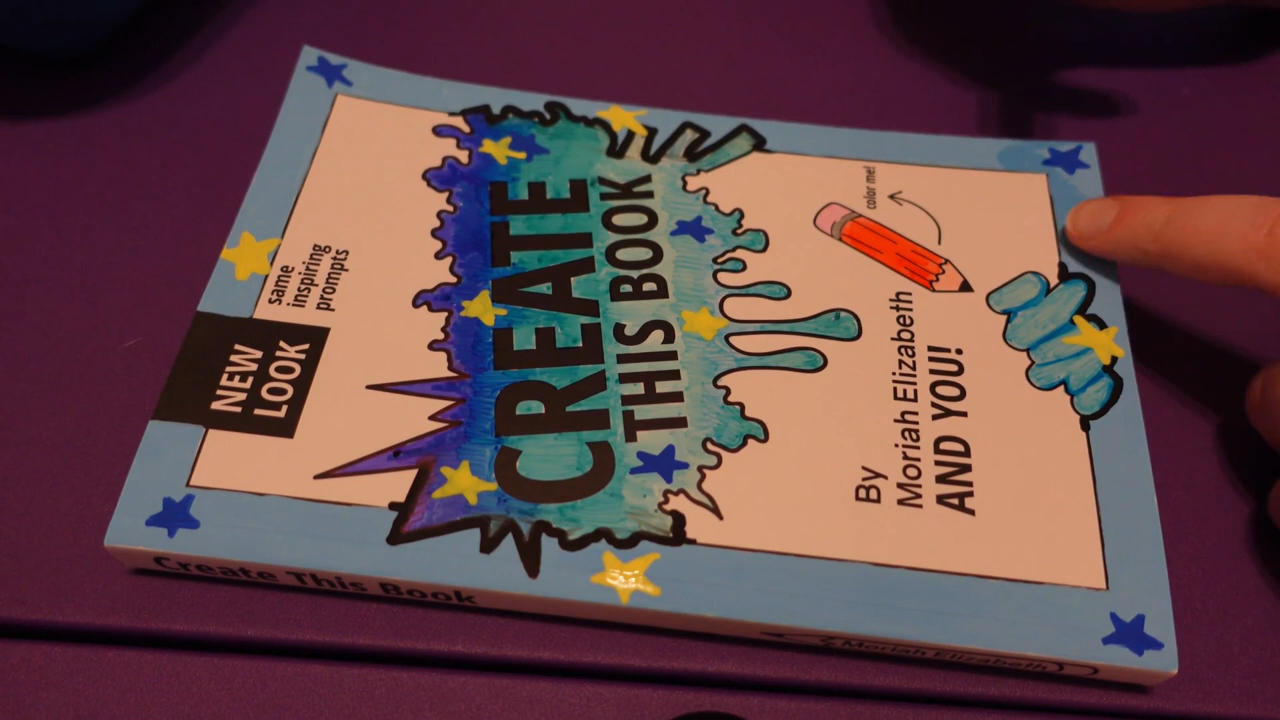 NEW
LOOK
same
inspiring
prompts
CREATE
THIS BOOK
color me!
By
Moriah Elizabeth
AND YOU!
Create This Book
Moriah Elizabeth